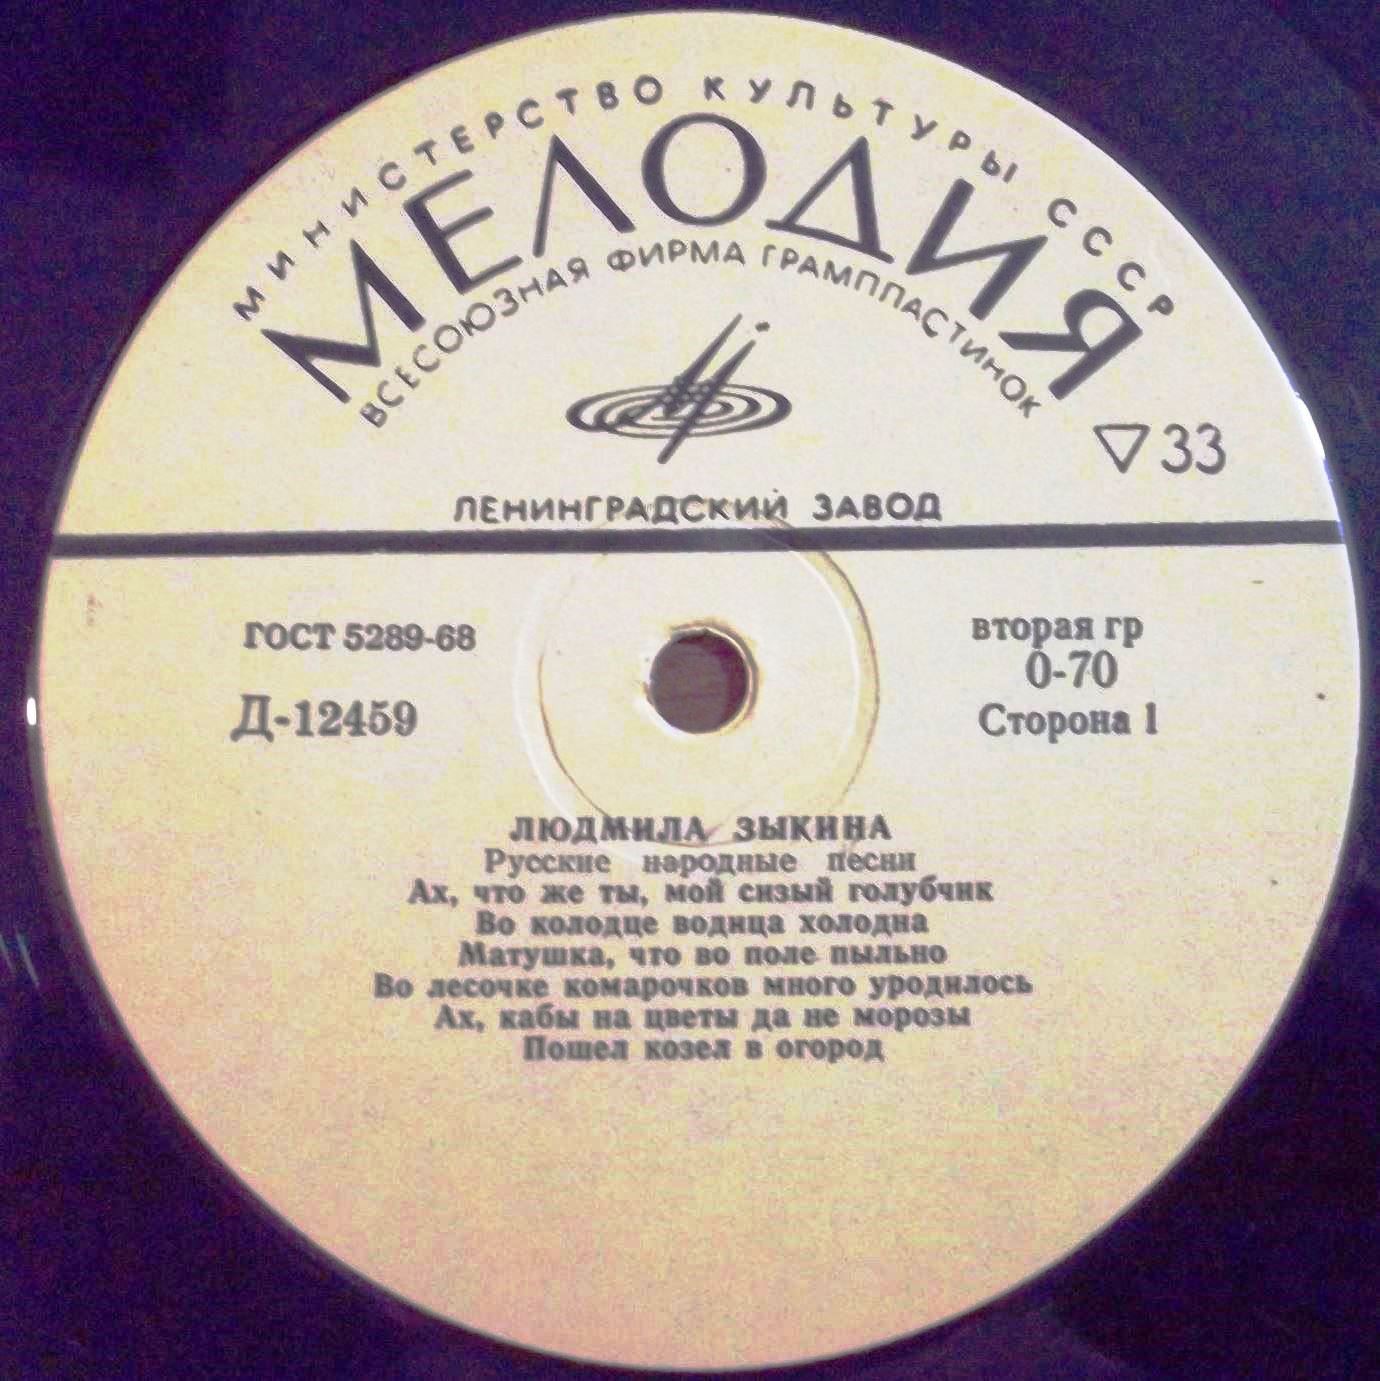 МИНИСТЕРСТВО КУЛЬТУРЫ СССР
МЕЛОДИЯ
ВСЕСОЮЗНАЯ ФИРМА ГРАМПЛАСТИНОК
▽33
ЛЕНИНГРАДСКИЙ ЗАВОД
ГОСТ 5289-68
вторая гр
0-70
Д-12459
Сторона 1
ЛЮДМИЛА ЗЫКИНА
Русские народные песни
Ах, что же ты, мой сизый голубчик
Во колодце водица холодна
Матушка, что во поле пыльно
Во лесочке комарочков много уродилось
Ах, кабы на цветы да не морозы
Пошел козел в огород